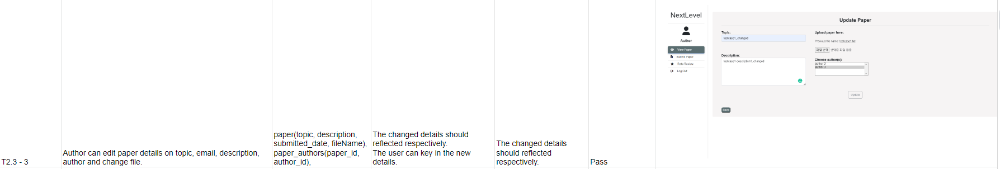 T2.3 - 3
Author can edit paper details on topic, email, description,
author and change file.
paper(topic, description,
submitted_date, fileName),
paper_authors(paper_id,
author_id),
The changed details should
reflected respectively.
The user can key in the new
details.
The changed details
should reflected
respectively.
Pass
NextLevel
Author
View Paper
Submit Paper
Rate Review
Log Out
Update Paper
Topic:
testcase1_changed
Description:
testcase1-description1_changed
Upload paper here:
Previous file name: testcase1.txt
파일 선택 선택된 파일 없음
Choose author(s):
author 2
author 3
Update
Back